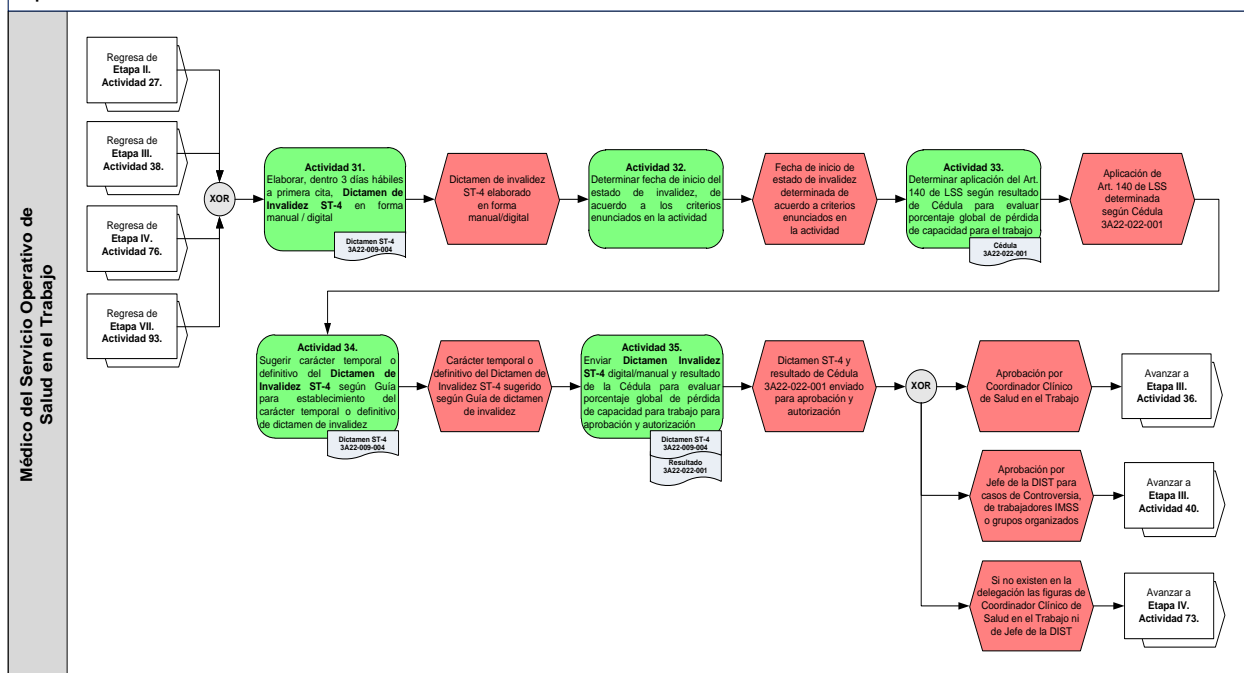 Médico del Servicio Operativo de
Salud en el Trabajo
Regresa de
Etapa II.
Actividad 27.
Regresa de
Etapa III.
Actividad 38.
Regresa de
Etapa IV.
Actividad 76.
Regresa de
Etapa VII.
Actividad 93.
XOR
Actividad 31.
Elaborar, dentro 3 días hábiles
a primera cita, Dictamen de
Invalidez ST-4 en forma
manual / digital
Dictamen ST-4
3A22-009-004
Dictamen de invalidez
ST-4 elaborado
en forma
manual/digital
Actividad 32.
Determinar fecha de inicio del
estado de invalidez, de
acuerdo a los criterios
enunciados en la actividad
Fecha de inicio de
estado de invalidez
determinada de
acuerdo a criterios
enunciados en
la actividad
Actividad 33.
Determinar aplicación del Art.
140 de LSS según resultado
de Cédula para evaluar
porcentaje global de pérdida
de capacidad para el trabajo
Cédula
3A22-022-001
Aplicación de
Art. 140 de LSS
determinada
según Cédula
3A22-022-001
Actividad 34.
Sugerir carácter temporal o
definitivo del Dictamen de
Invalidez ST-4 según Guía
para establecimiento del
carácter temporal o definitivo
de dictamen de invalidez
Dictamen ST-4
3A22-009-004
Carácter temporal o
definitivo del Dictamen de
Invalidez ST-4 sugerido
según Guía de dictamen
de invalidez
Actividad 35.
Enviar Dictamen Invalidez
ST-4 digital/manual y resultado
de la Cédula para evaluar
porcentaje global de pérdida
de capacidad para trabajo para
aprobación y autorización
Dictamen ST-4
3A22-009-004
Resultado
3A22-022-001
Dictamen ST-4 y
resultado de Cédula
3A22-022-001 enviado
para aprobación y
autorización
XOR
Aprobación por
Coordinador Clínico
de Salud en el Trabajo
Avanzar a
Etapa III.
Actividad 36.
Aprobación por
Jefe de la DIST para
casos de Controversia,
de trabajadores IMSS
o grupos organizados
Avanzar a
Etapa III.
Actividad 40.
Si no existen en la
delegación las figuras de
Coordinador Clínico de
Salud en el Trabajo ni
de Jefe de la DIST
Avanzar a
Etapa IV.
Actividad 73.